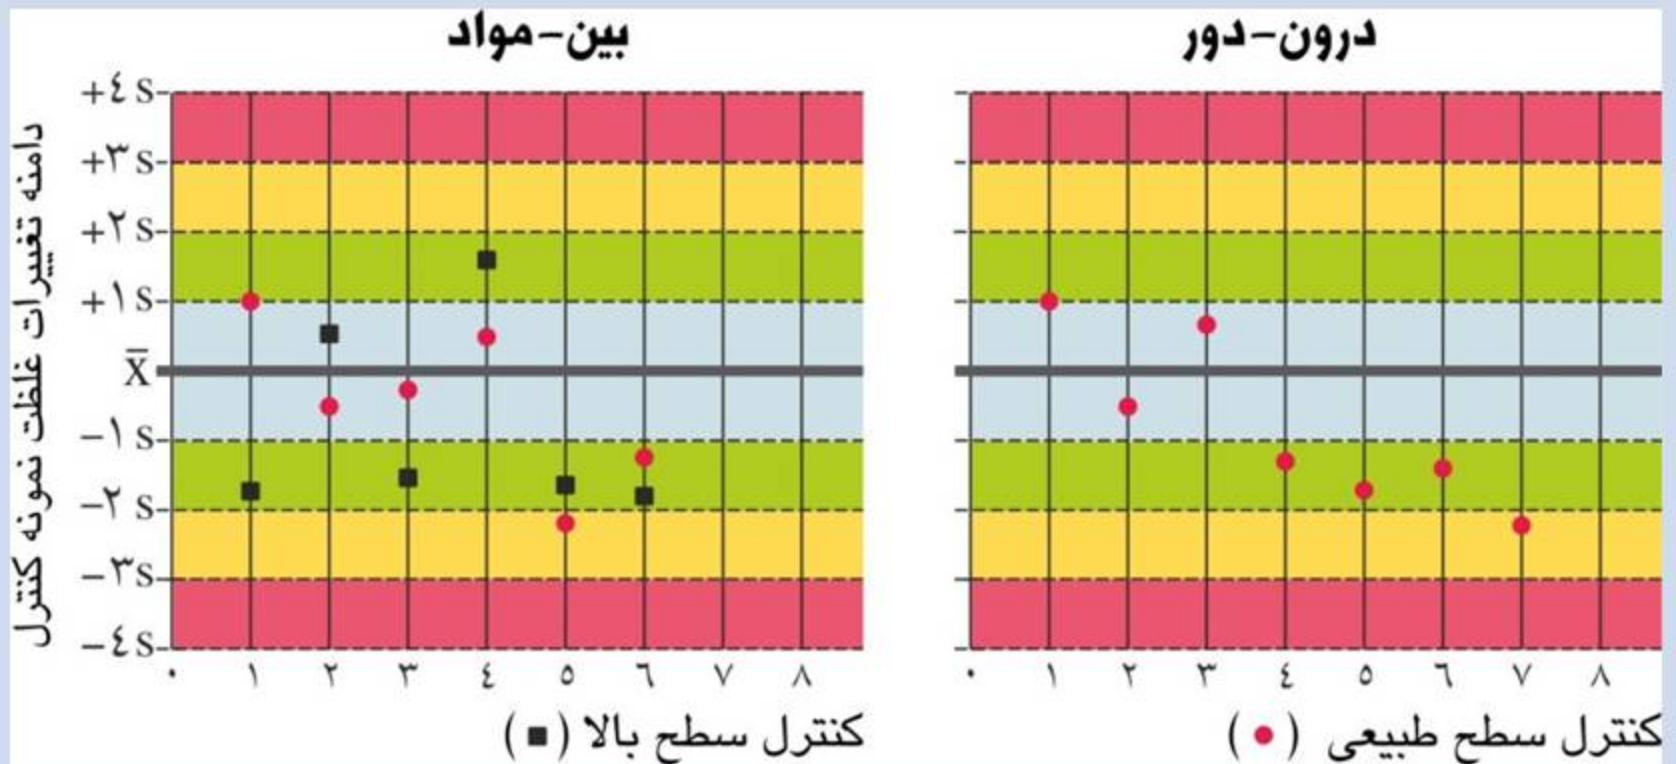 درون-دور
بین-مواد
دامنه تغییرات غلظت نمونه کنترل
+٤ S
+٣ S
+٢ S
+١ S
X̄
−١ S
−٢ S
−٣S
−٤ S
٠ ١ ٢ ٣ ٤ ٥ ٦ ٧ ٨
٠ ١ ٢ ٣ ٤ ٥ ٦ ٧ ٨
کنترل سطح طبیعی (●)
کنترل سطح بالا (■)